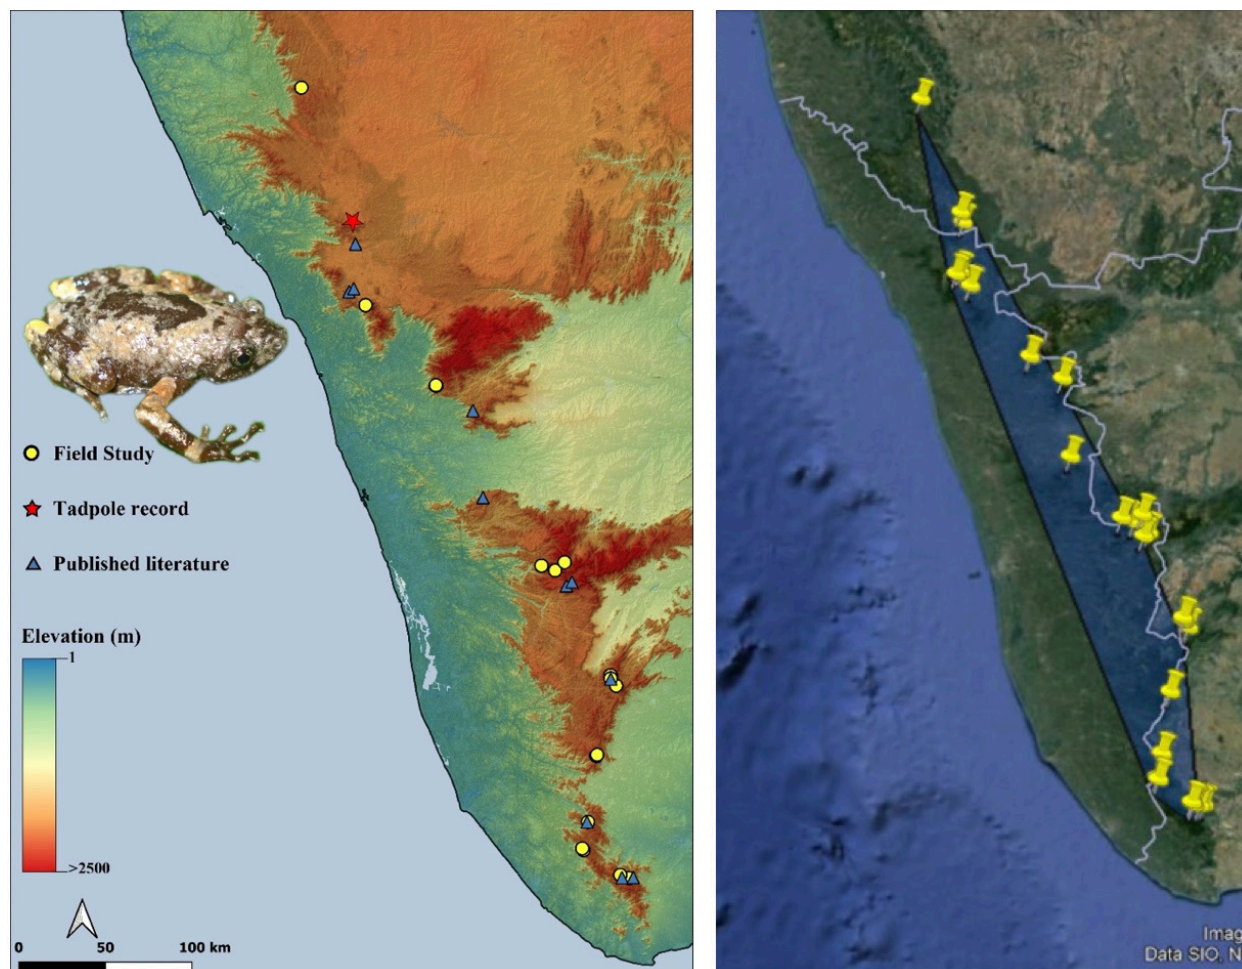 Field Study
Tadpole record
Published literature
Elevation (m)
1
>2500
0 50 100 km
Imag
Data SIO, N